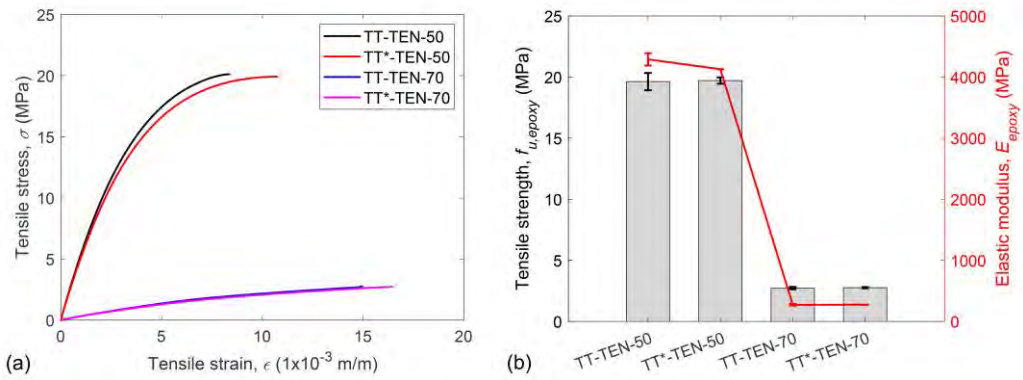 25
20
15
10
5
0
Tensile stress, σ (MPa)
0 5 10 15 20
Tensile strain, ϵ (1x10⁻³ m/m)
TT-TEN-50
TT*-TEN-50
TT-TEN-70
TT*-TEN-70
(a)
25
20
15
10
5
0
Tensile strength, f_u,epoxy (MPa)
5000
4000
3000
2000
1000
0
Elastic modulus, E_epoxy (MPa)
TT-TEN-50
TT*-TEN-50
TT-TEN-70
TT*-TEN-70
(b)